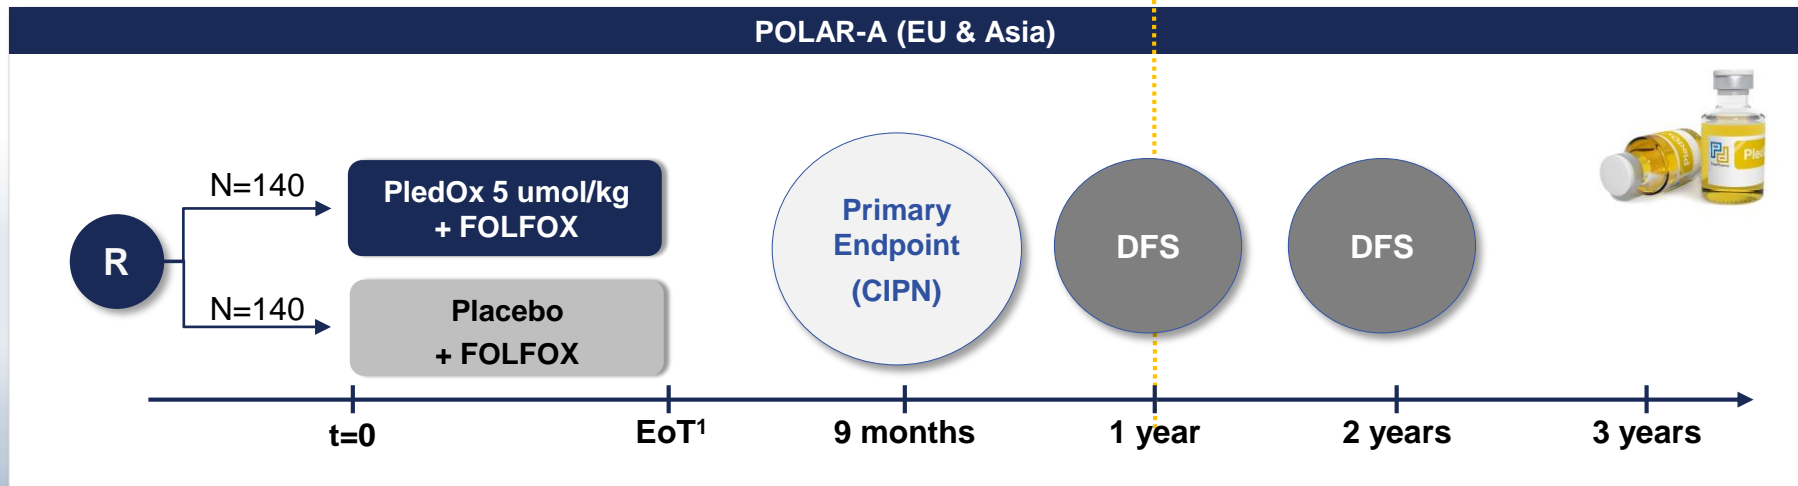 POLAR-A (EU & Asia)
N=140
PledOx 5 umol/kg
+ FOLFOX
R
Primary
Endpoint
(CIPN)
DFS
DFS
N=140
Placebo
+ FOLFOX
t=0
EoT¹
9 months
1 year
2 years
3 years